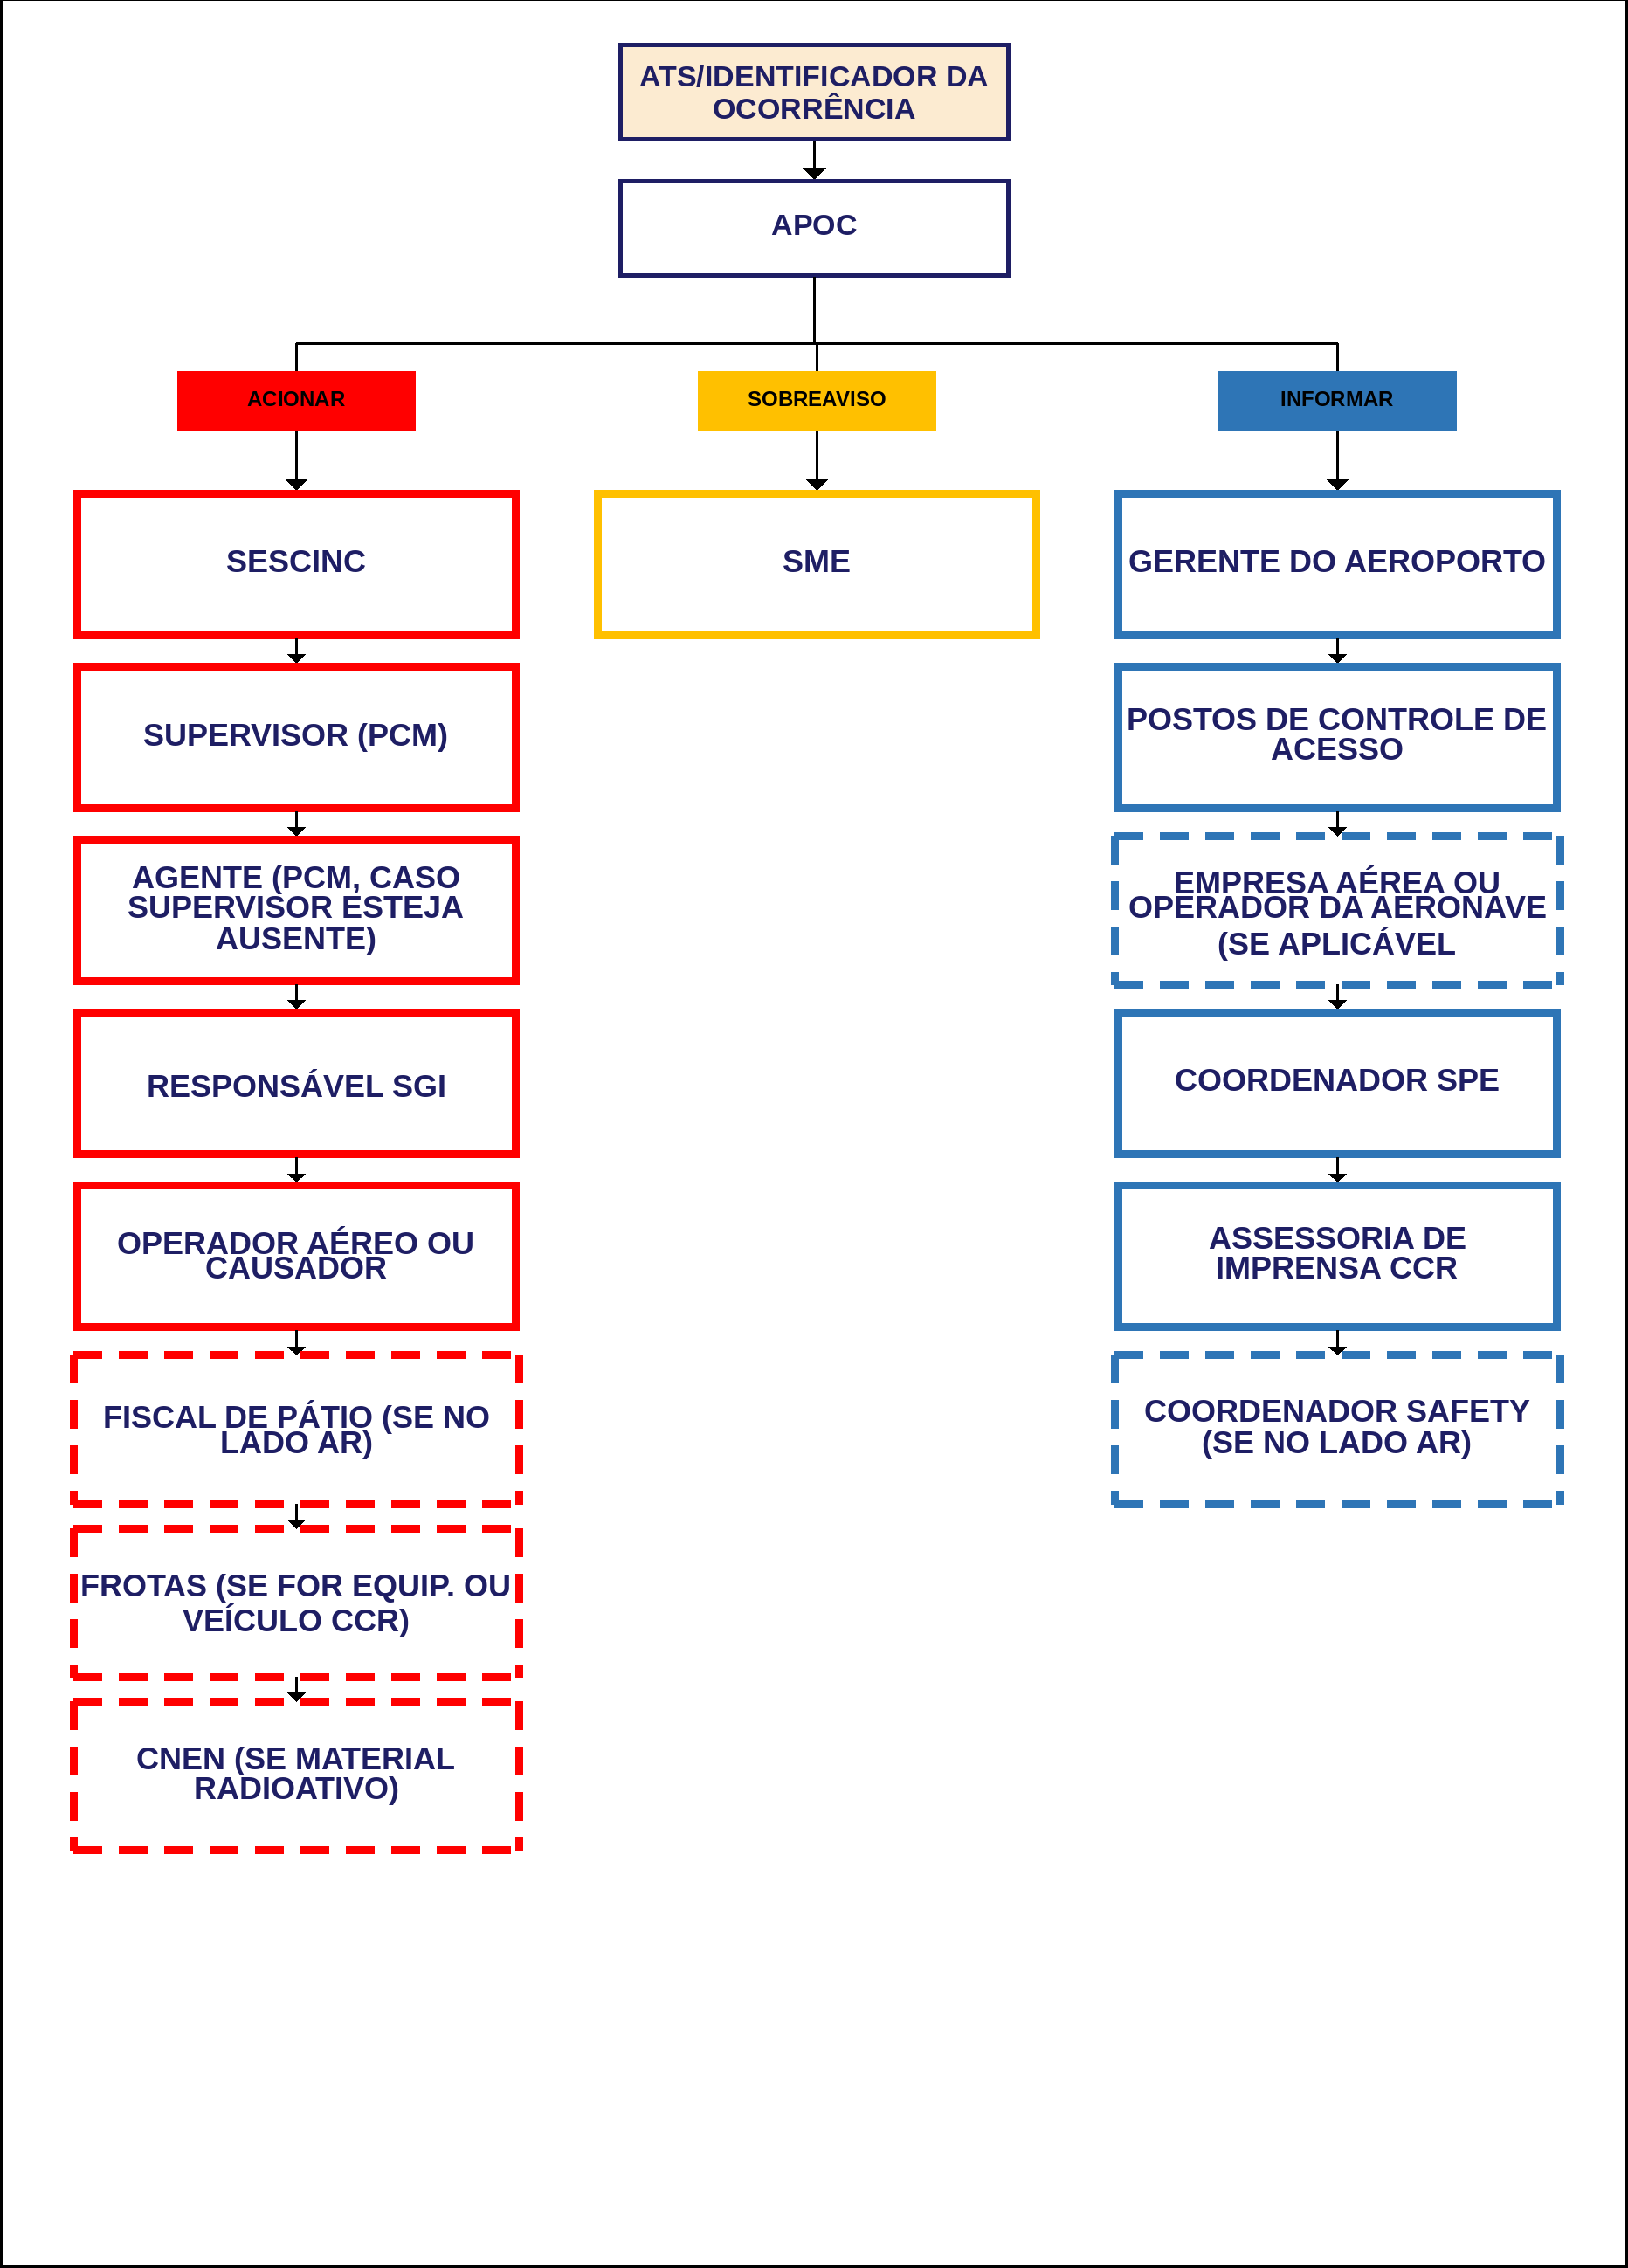 ATS/IDENTIFICADOR DA
OCORRÊNCIA
APOC
ACIONAR
SOBREAVISO
INFORMAR
SESCINC
SME
GERENTE DO AEROPORTO
SUPERVISOR (PCM)
POSTOS DE CONTROLE DE
ACESSO
AGENTE (PCM, CASO
SUPERVISOR ESTEJA
AUSENTE)
EMPRESA AÉREA OU
OPERADOR DA AERONAVE
(SE APLICÁVEL
RESPONSÁVEL SGI
COORDENADOR SPE
OPERADOR AÉREO OU
CAUSADOR
ASSESSORIA DE
IMPRENSA CCR
FISCAL DE PÁTIO (SE NO
LADO AR)
COORDENADOR SAFETY
(SE NO LADO AR)
FROTAS (SE FOR EQUIP. OU
VEÍCULO CCR)
CNEN (SE MATERIAL
RADIOATIVO)